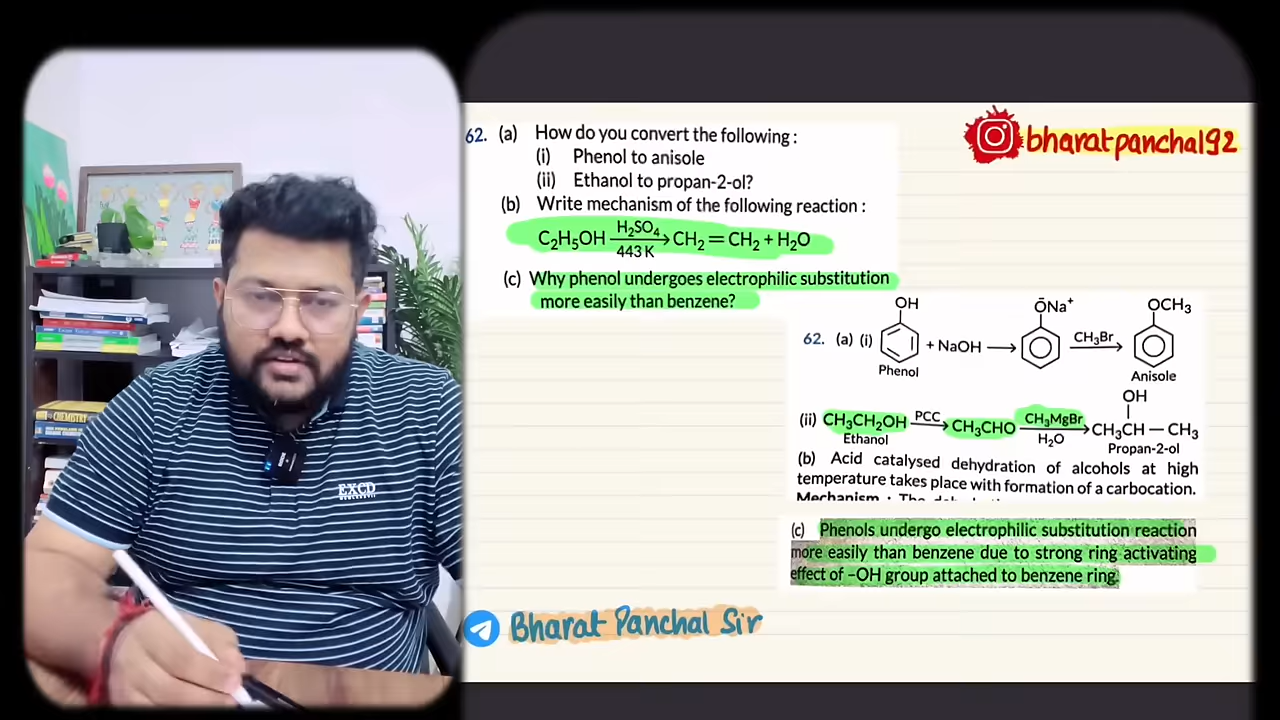 62. (a) How do you convert the following :
(i) Phenol to anisole
(ii) Ethanol to propan-2-ol?
(b) Write mechanism of the following reaction :
C₂H₅OH H₂SO₄ 443 K → CH₂=CH₂ + H₂O
(c) Why phenol undergoes electrophilic substitution
more easily than benzene?
bharatpanchal92
OH ŌNa⁺ OCH₃
62. (a) (i) + NaOH ⟶ CH₃Br →
Phenol Anisole
OH
(ii) CH₃CH₂OH PCC → CH₃CHO CH₃MgBr H₂O → CH₃CH — CH₃
Ethanol Propan-2-ol
(b) Acid catalysed dehydration of alcohols at high
temperature takes place with formation of a carbocation.
Mechanism : The
(c) Phenols undergo electrophilic substitution reaction
more easily than benzene due to strong ring activating
effect of –OH group attached to benzene ring.
Bharat Panchal Sir
EXCD
CHEMISTRY